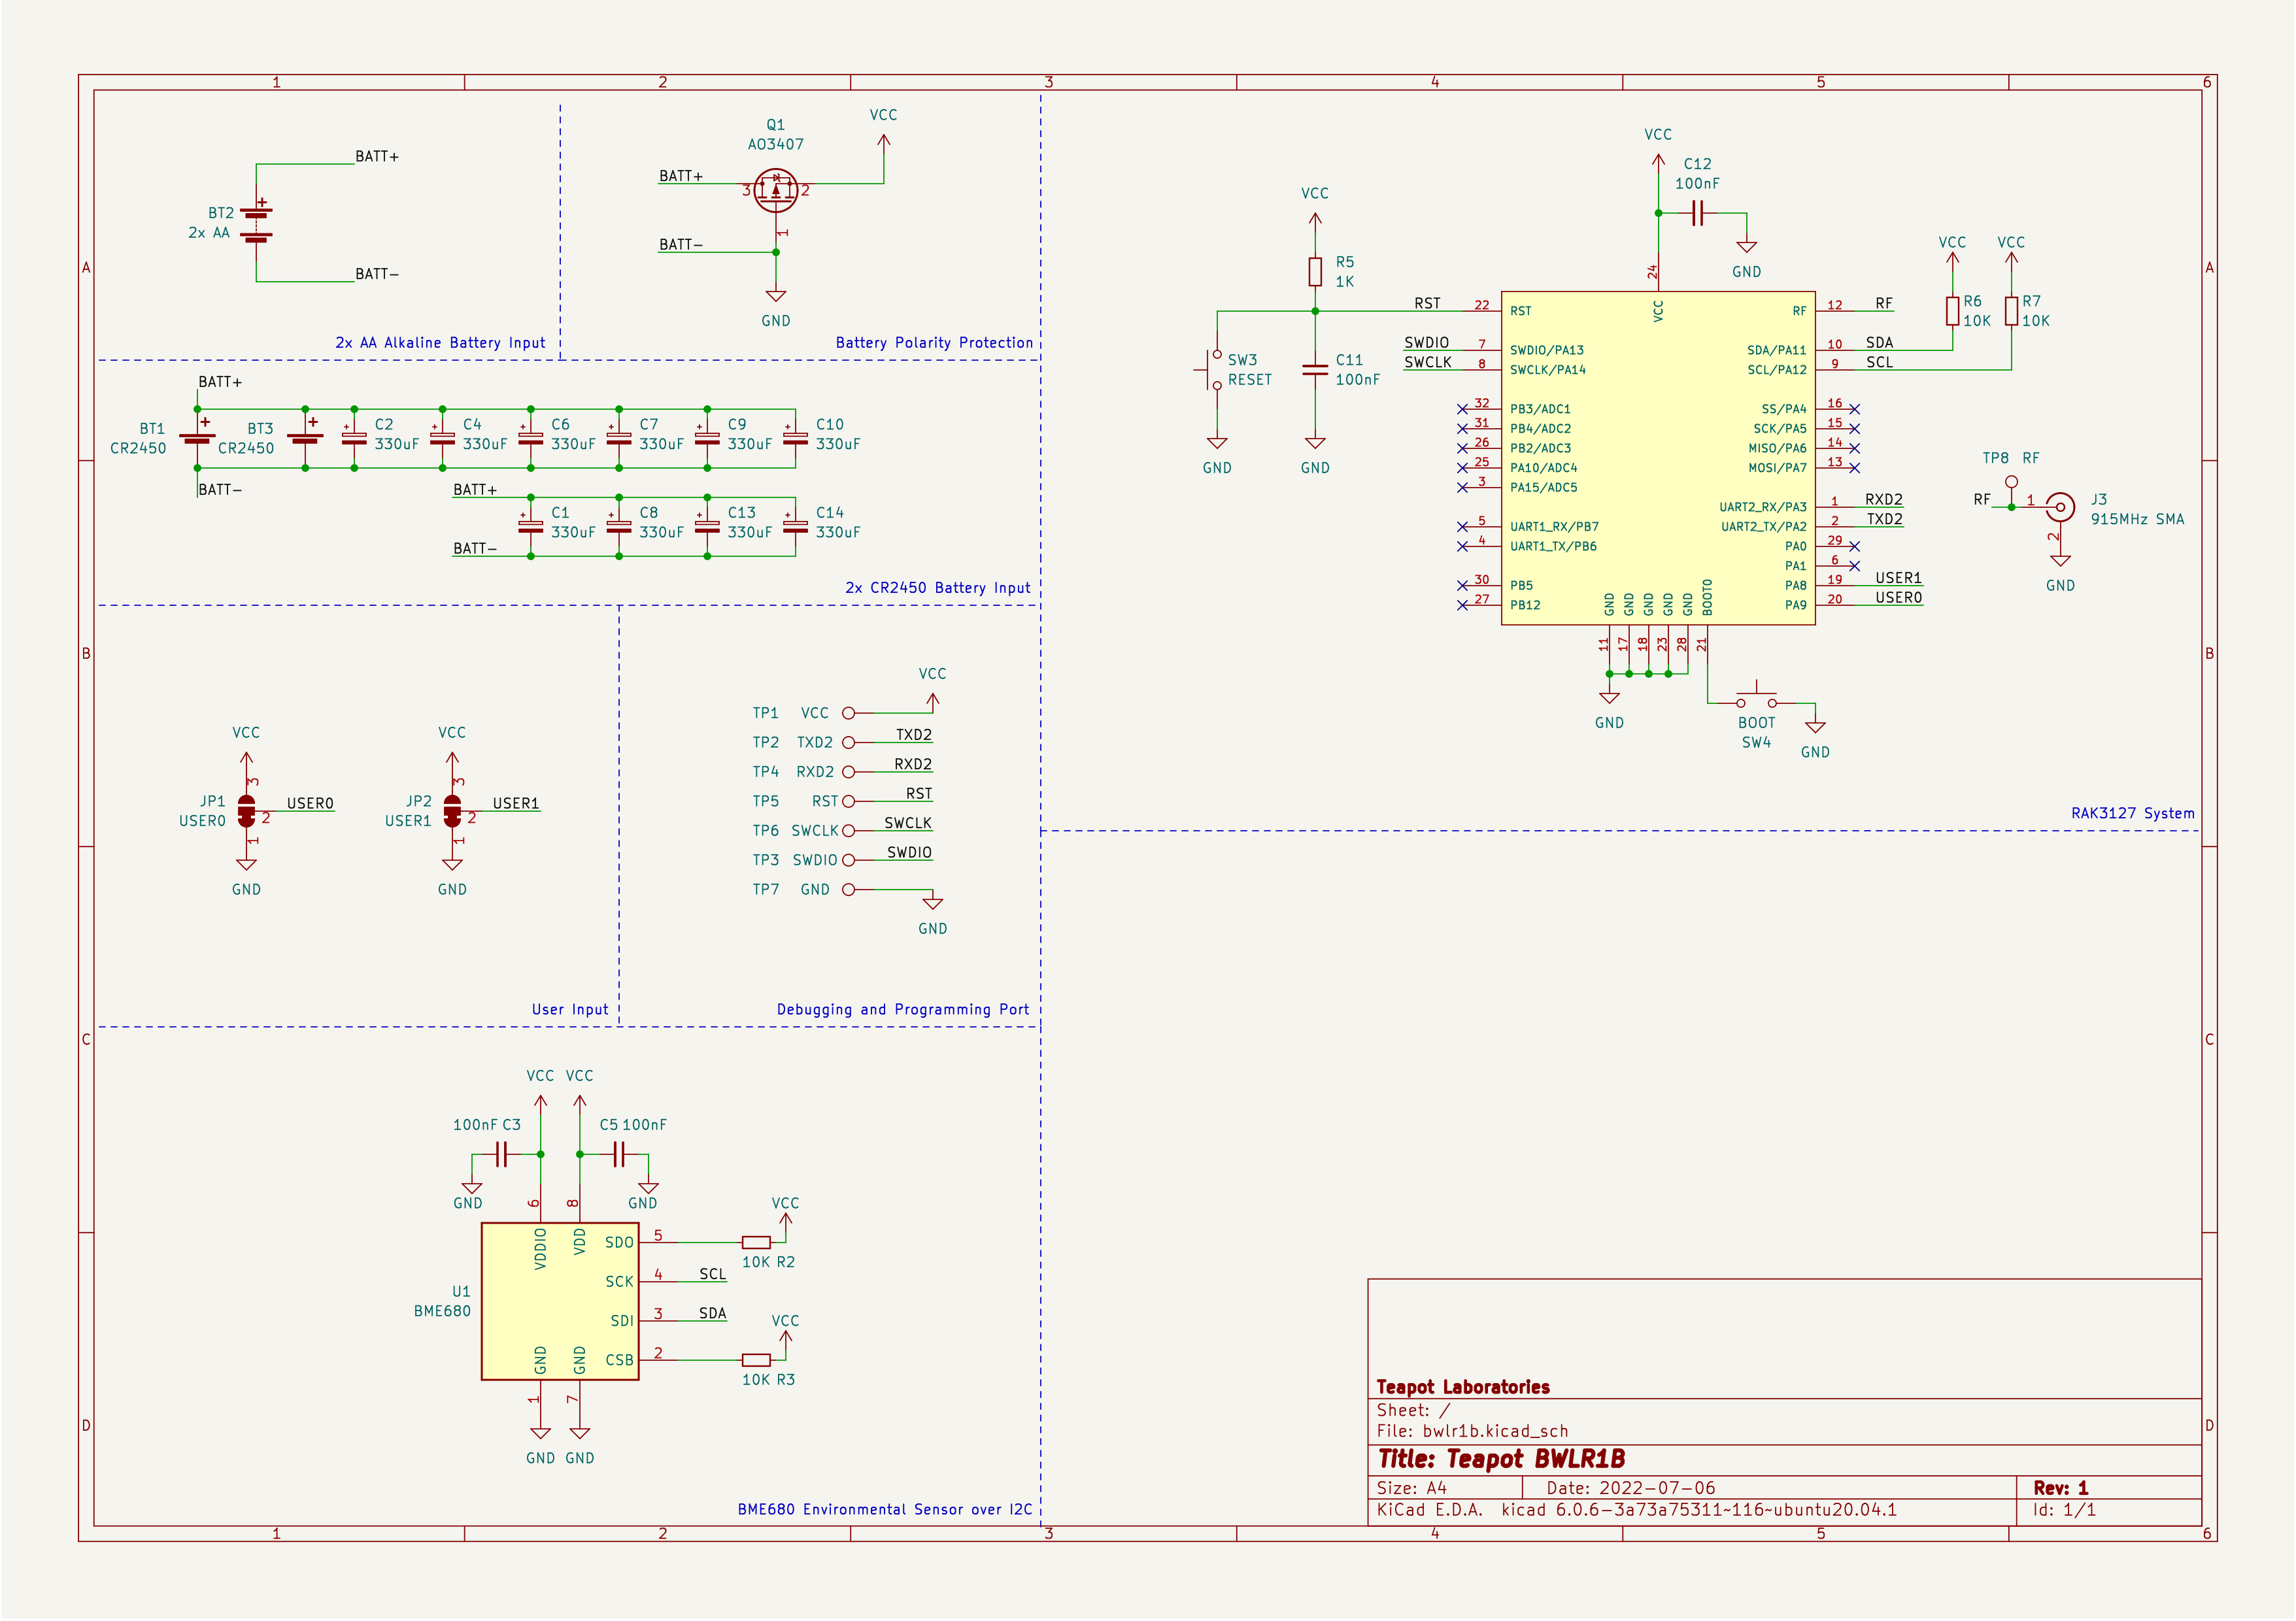 1 2 3 4 5 6
A
BATT+
BT2
2x AA
BATT-
2x AA Alkaline Battery Input
Q1
AO3407
VCC
BATT+
3 2
1
BATT-
GND
Battery Polarity Protection
BATT+
BT1
CR2450
BT3
CR2450
C2
330uF
C4
330uF
C6
330uF
C7
330uF
C9
330uF
C10
330uF
BATT-
BATT+
C1
330uF
C8
330uF
C13
330uF
C14
330uF
BATT-
2x CR2450 Battery Input
B
VCC
3
JP1
USER0
2
USER0
1
GND
VCC
3
JP2
USER1
2
USER1
1
GND
User Input
VCC
TP1 VCC
TP2 TXD2 TXD2
TP4 RXD2 RXD2
TP5 RST RST
TP6 SWCLK SWCLK
TP3 SWDIO SWDIO
TP7 GND
GND
Debugging and Programming Port
C
VCC VCC
100nF C3
C5 100nF
GND
GND
6 8
VDDIO VDD
U1
BME680
SDO 5
VCC
10K R2
SCK 4 SCL
SDI 3 SDA
VCC
CSB 2
10K R3
GND GND
1 7
GND GND
D
BME680 Environmental Sensor over I2C
VCC
R5
1K
RST
SW3
RESET
C11
100nF
GND
GND
VCC
C12
100nF
GND
24
VCC
22 RST
SWDIO 7 SWDIO/PA13
SWCLK 8 SWCLK/PA14
32 PB3/ADC1
31 PB4/ADC2
26 PB2/ADC3
25 PA10/ADC4
3 PA15/ADC5
5 UART1_RX/PB7
4 UART1_TX/PB6
30 PB5
27 PB12
RF 12 RF
SDA/PA11 10 SDA
SCL/PA12 9 SCL
SS/PA4 16
SCK/PA5 15
MISO/PA6 14
MOSI/PA7 13
UART2_RX/PA3 1 RXD2
UART2_TX/PA2 2 TXD2
PA0 29
PA1 6
PA8 19 USER1
PA9 20 USER0
GND GND GND GND GND BOOT0
11 17 18 23 28 21
GND
BOOT
SW4
GND
VCC VCC
R6
10K
R7
10K
TP8 RF
RF 1
J3
915MHz SMA
2
GND
RAK3127 System
A
B
C
D
Teapot Laboratories
Sheet: /
File: bwlr1b.kicad_sch
Title: Teapot BWLR1B
Size: A4 Date: 2022-07-06 Rev: 1
KiCad E.D.A. kicad 6.0.6-3a73a75311~116~ubuntu20.04.1 Id: 1/1
1 2 3 4 5 6